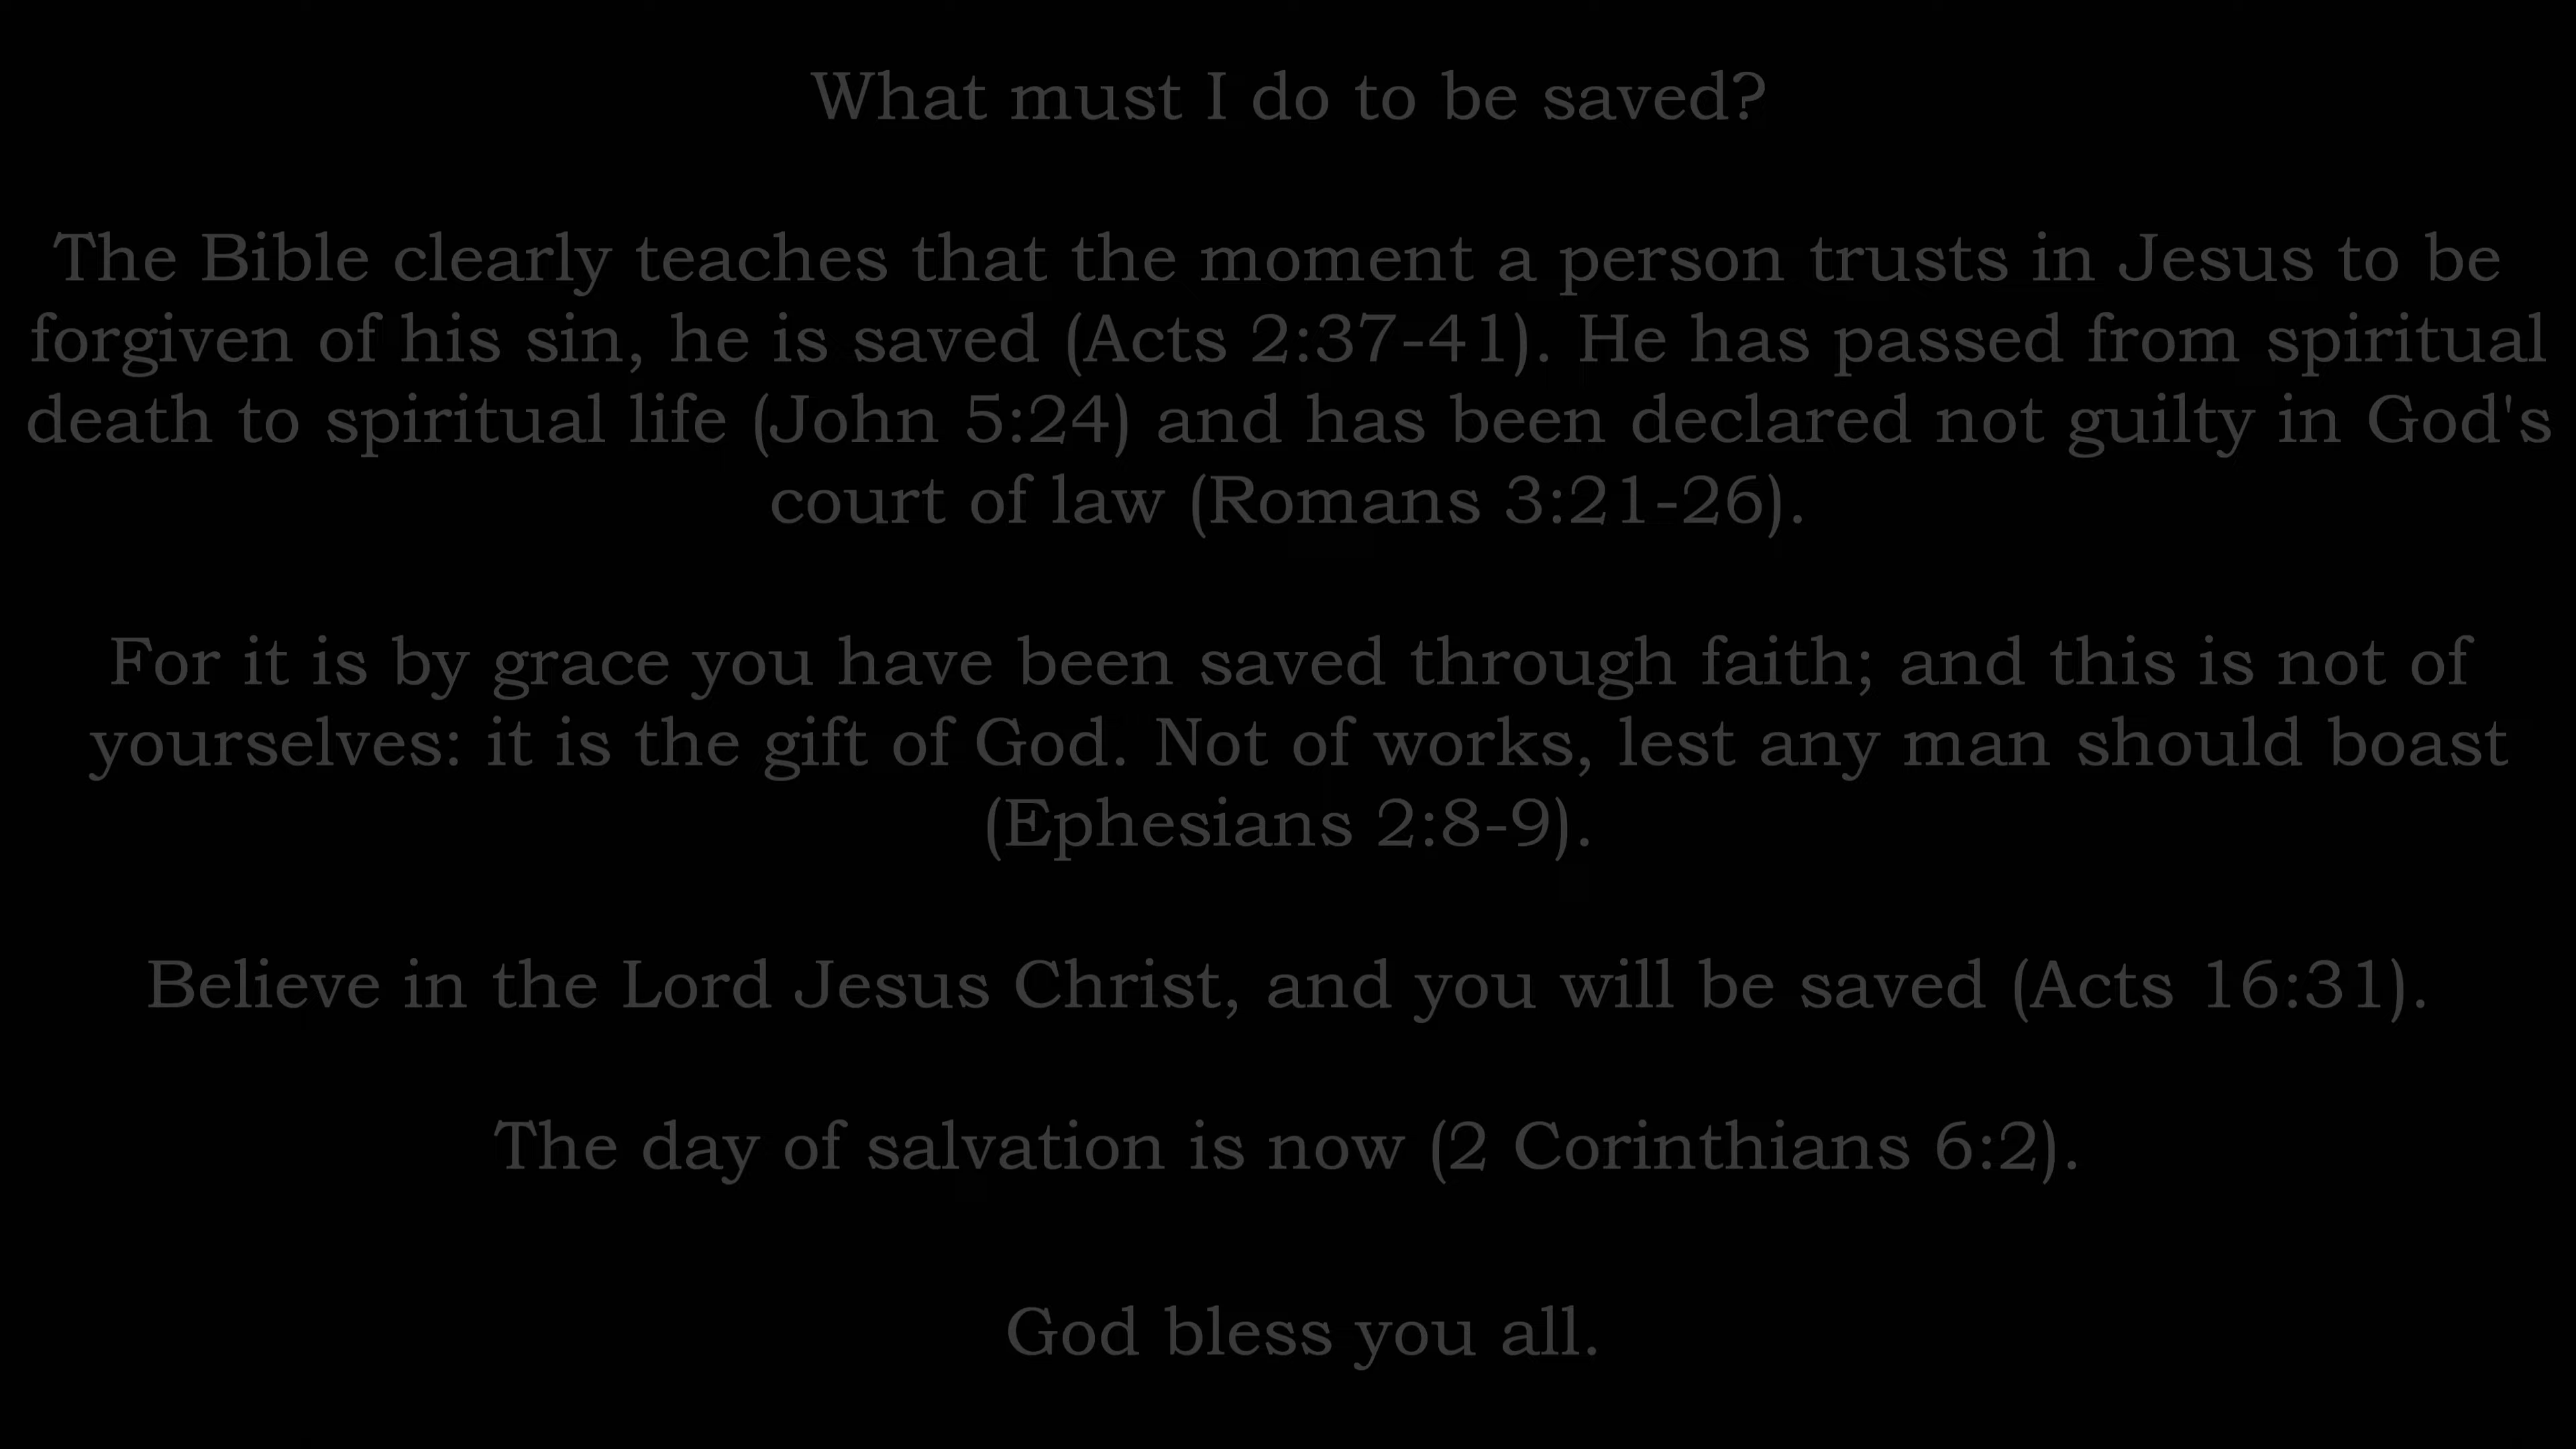 What must I do to be saved?
The Bible clearly teaches that the moment a person trusts in Jesus to be
forgiven of his sin, he is saved (Acts 2:37-41). He has passed from spiritual
death to spiritual life (John 5:24) and has been declared not guilty in God's
court of law (Romans 3:21-26).
For it is by grace you have been saved through faith; and this is not of
yourselves: it is the gift of God. Not of works, lest any man should boast
(Ephesians 2:8-9).
Believe in the Lord Jesus Christ, and you will be saved (Acts 16:31).
The day of salvation is now (2 Corinthians 6:2).
God bless you all.